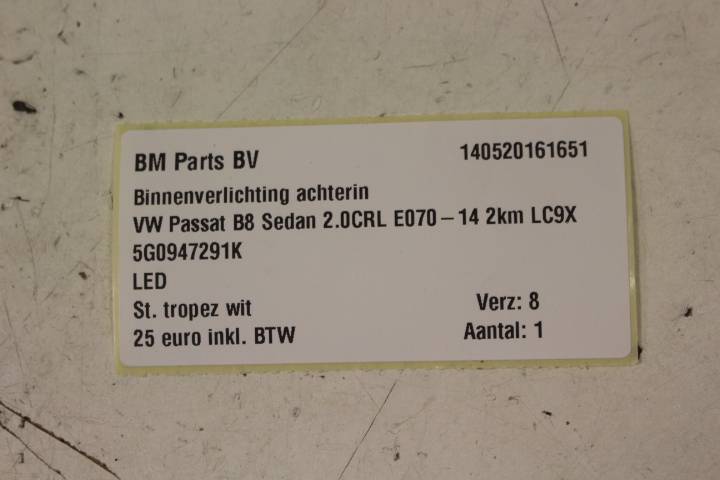 BM Parts BV 140520161651
Binnenverlichting achterin
VW Passat B8 Sedan 2.0CRL E070-14 2km LC9X
5G0947291K
LED
St. tropez wit Verz: 8
25 euro inkl. BTW Aantal: 1